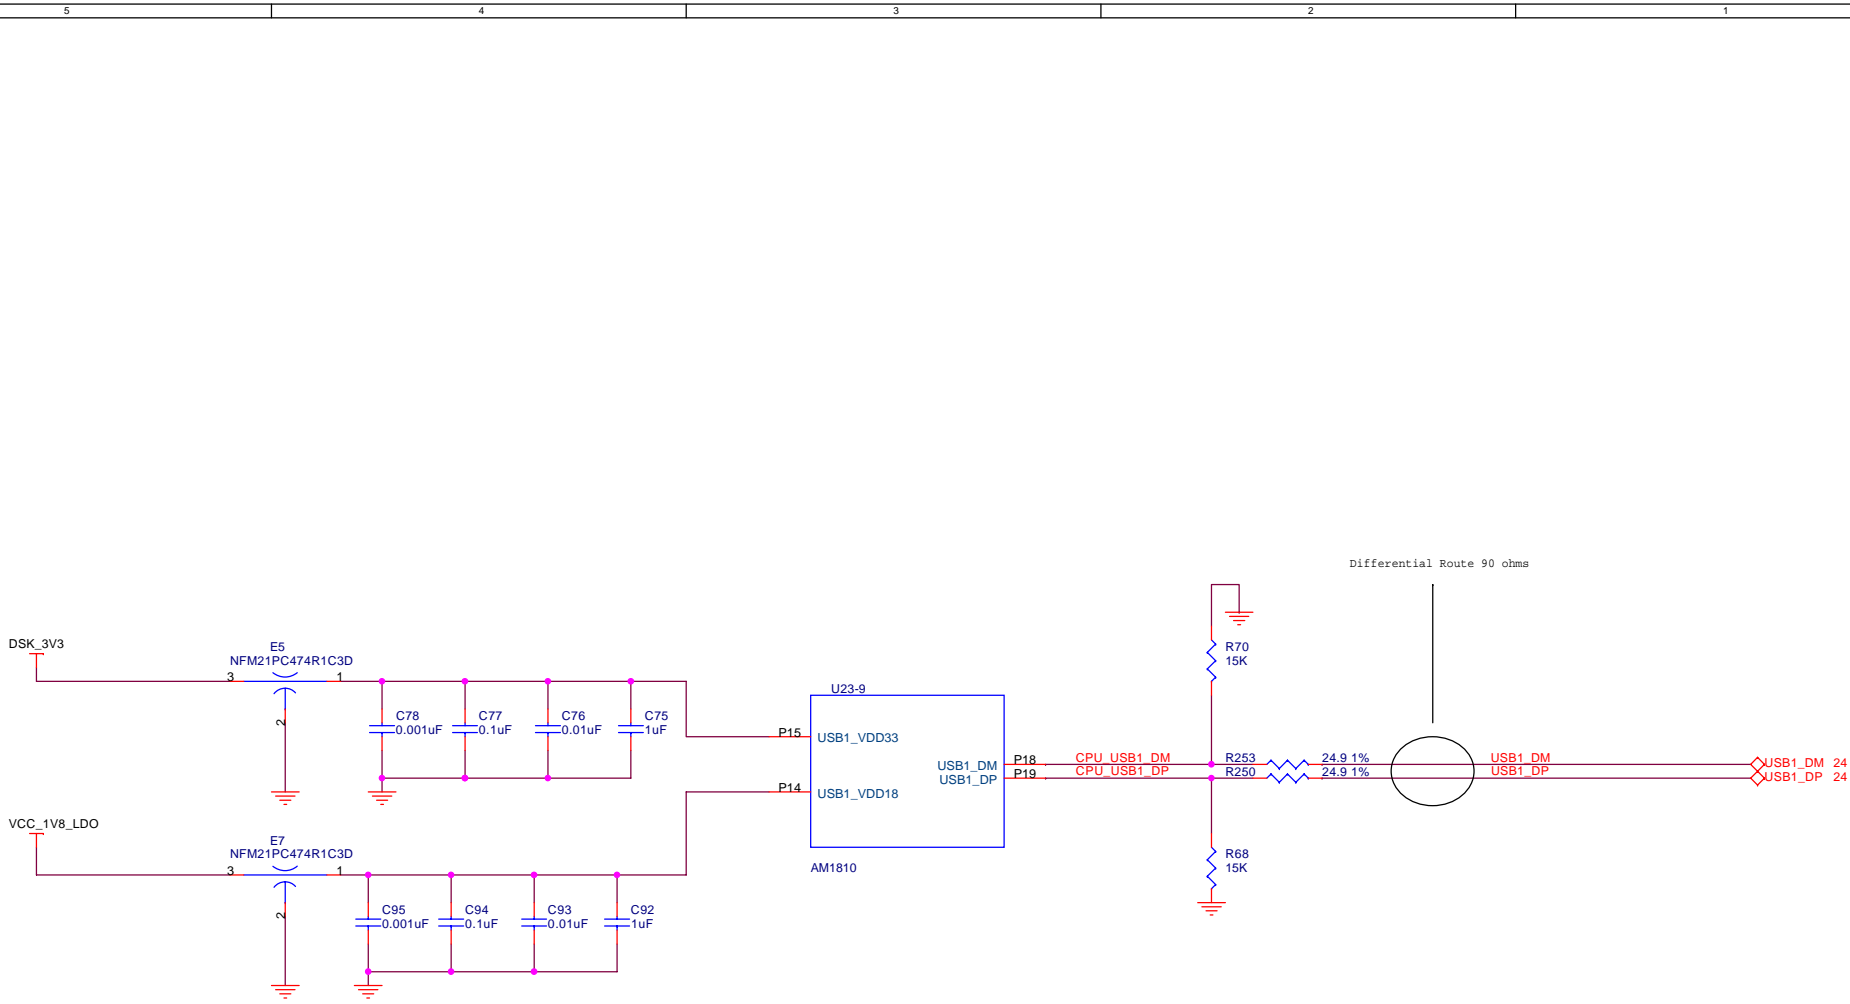 5 4 3 2 1
Differential Route 90 ohms
DSK_3V3
E5
NFM21PC474R1C3D
3 1
2
C78
0.001uF
C77
0.1uF
C76
0.01uF
C75
1uF
R70
15K
U23-9
P15 USB1_VDD33
P14 USB1_VDD18
USB1_DM P18
USB1_DP P19
AM1810
CPU_USB1_DM
CPU_USB1_DP
R253 24.9 1%
R250 24.9 1%
USB1_DM
USB1_DP
USB1_DM 24
USB1_DP 24
VCC_1V8_LDO
E7
NFM21PC474R1C3D
3 1
2
C95
0.001uF
C94
0.1uF
C93
0.01uF
C92
1uF
R68
15K